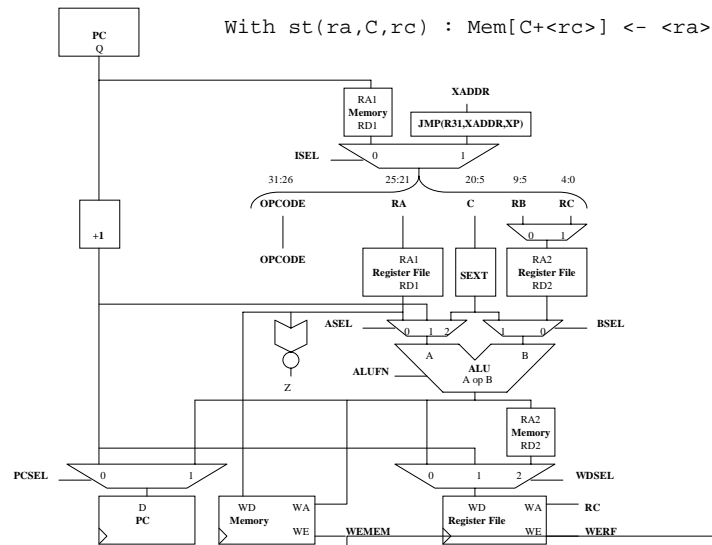 With st(ra,C,rc) : Mem[C+<rc>] <- <ra>
PC
Q
XADDR
RA1
Memory
RD1
JMP(R31,XADDR,XP)
ISEL
0 1
31:26 25:21 20:5 9:5 4:0
OPCODE RA C RB RC
+1
0 1
OPCODE
RA1
Register File
RD1
SEXT
RA2
Register File
RD2
ASEL
0 1 2
1 0
BSEL
A B
ALU
A op B
ALUFN
Z
RA2
Memory
RD2
PCSEL
0 1
0 1 2
WDSEL
D
PC
WD WA
Memory
WE
WEMEM
WD WA
Register File
WE
RC
WERF